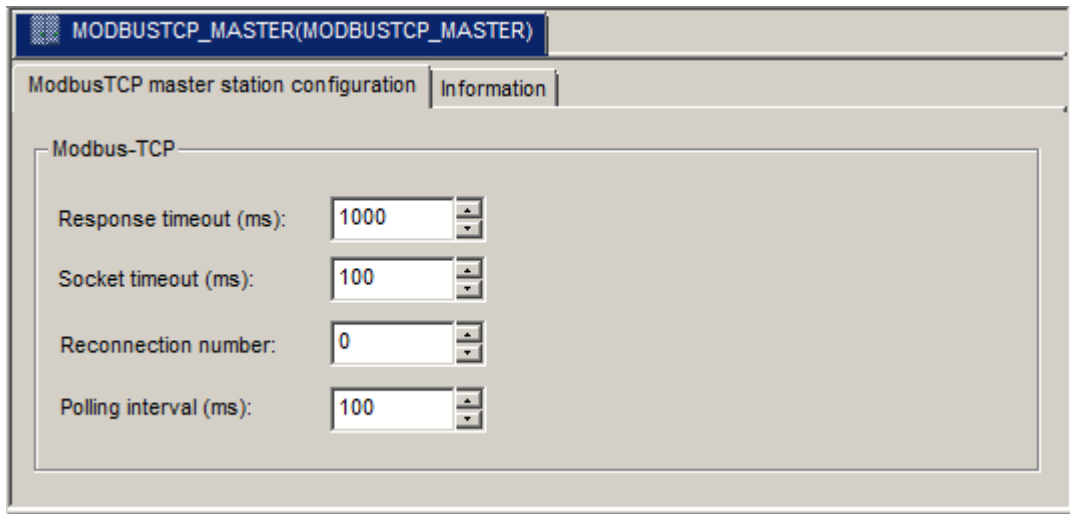 MODBUSTCP_MASTER(MODBUSTCP_MASTER)
ModbusTCP master station configuration Information
Modbus-TCP
Response timeout (ms): 1000
Socket timeout (ms): 100
Reconnection number: 0
Polling interval (ms): 100